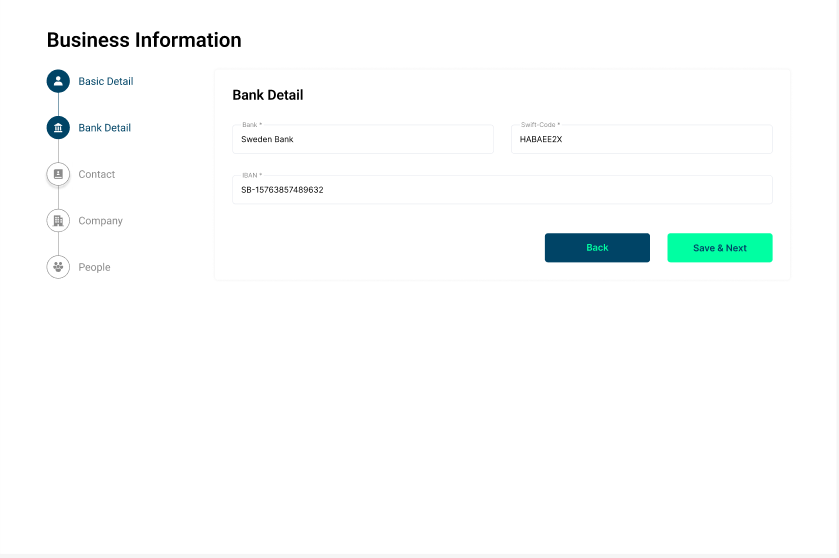 Business Information
Basic Detail
Bank Detail
Contact
Company
People
Bank Detail
Bank *
Sweden Bank
Swift-Code *
HABAEE2X
IBAN *
SB-15763857489632
Back
Save & Next